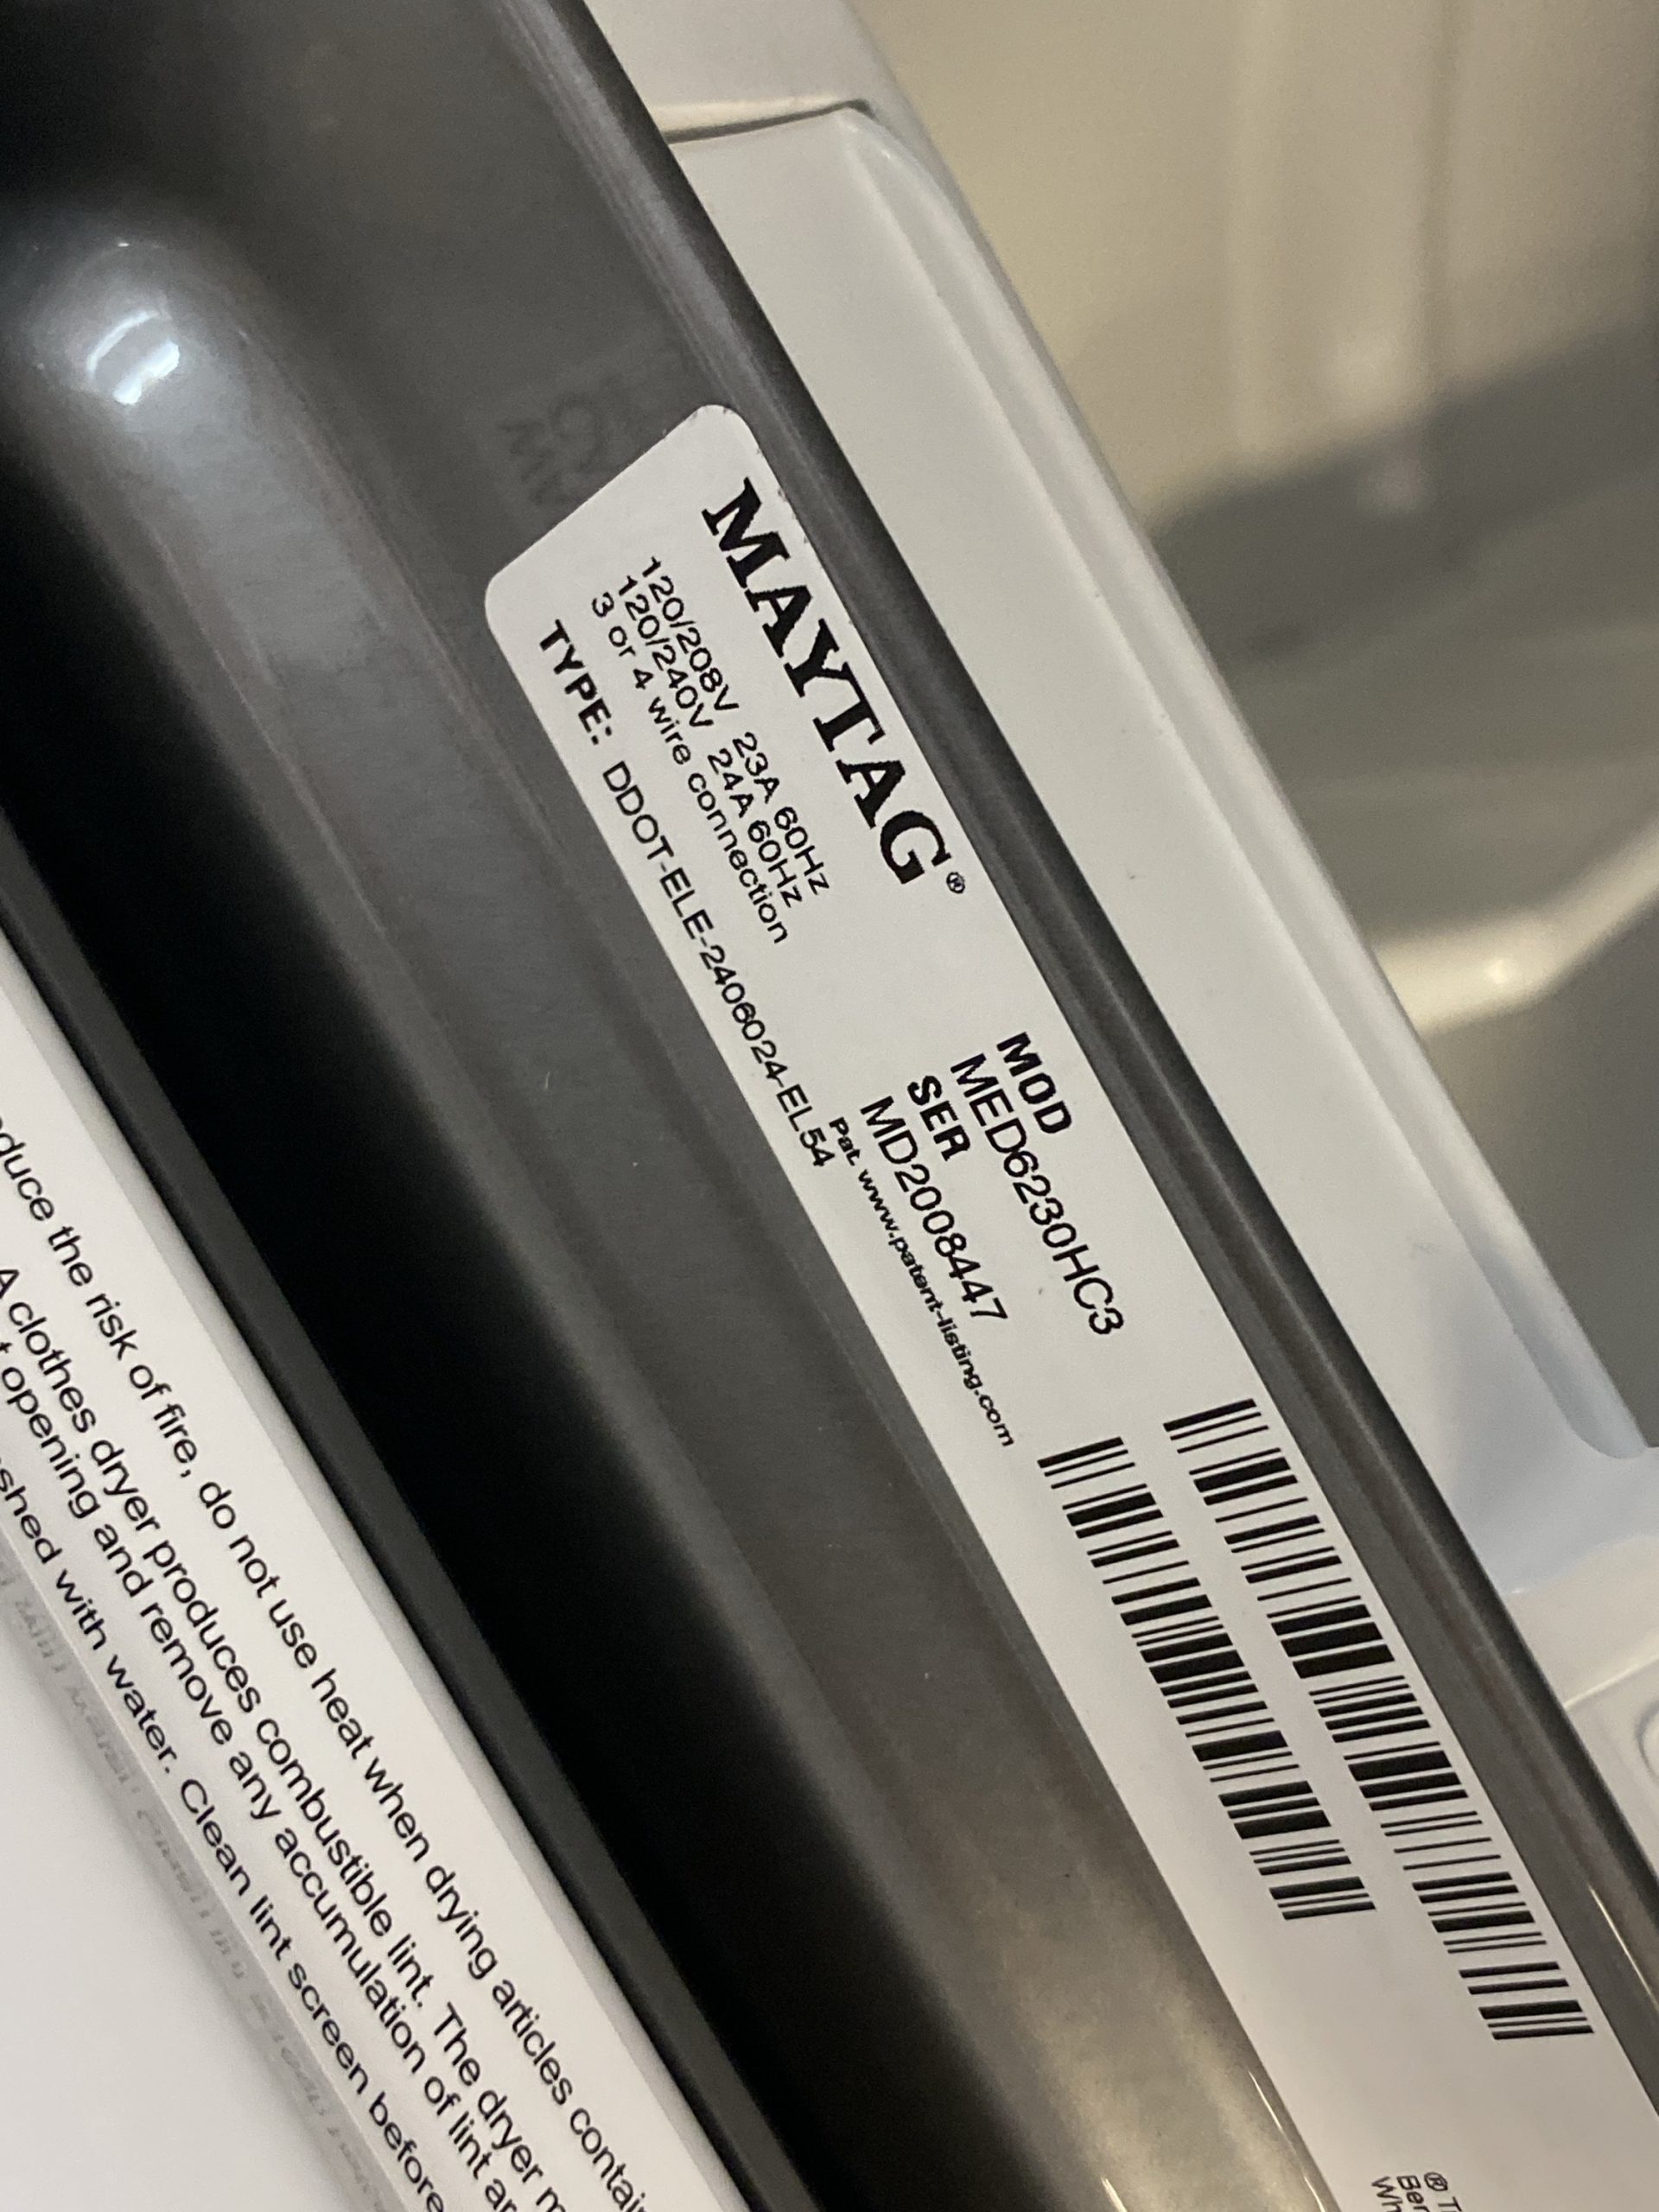 MAYTAG®
120/208V 23A 60Hz
120/240V 24A 60Hz
3 or 4 wire connection
TYPE: DDOT-ELE-2406024-EL54
MOD
MED6230HC3
SER
MD2008447
Pat. www.patent-listing.com
the risk of fire, do not use heat when drying articles
A clothes dryer produces combustible lint. The dryer
opening and remove any accumulation of lint
with water. Clean lint screen before
®